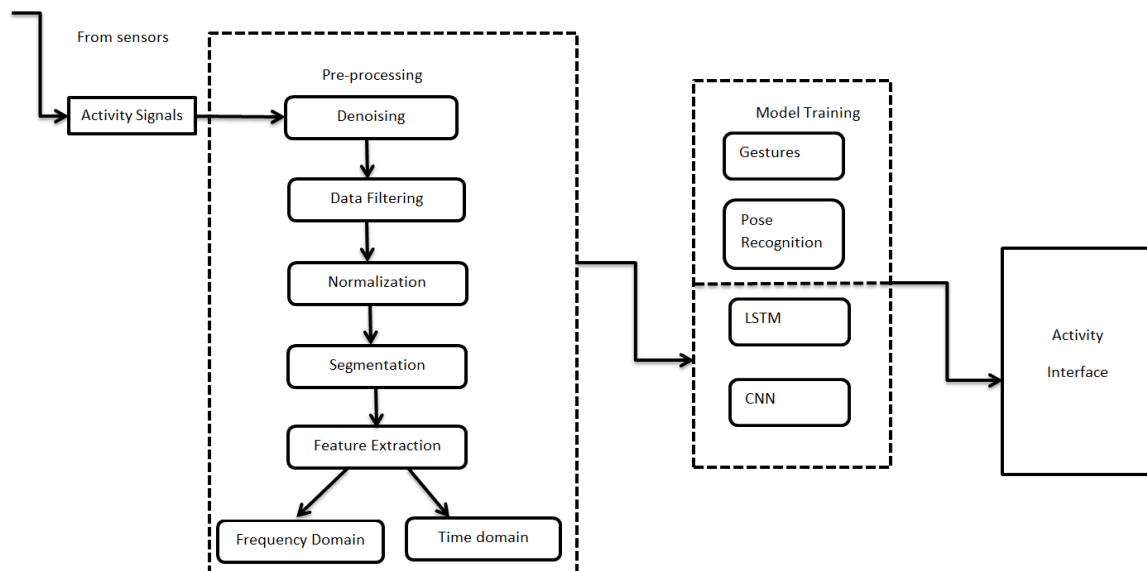 From sensors
Activity Signals
Pre-processing
Denoising
Data Filtering
Normalization
Segmentation
Feature Extraction
Frequency Domain
Time domain
Model Training
Gestures
Pose
Recognition
LSTM
CNN
Activity
Interface